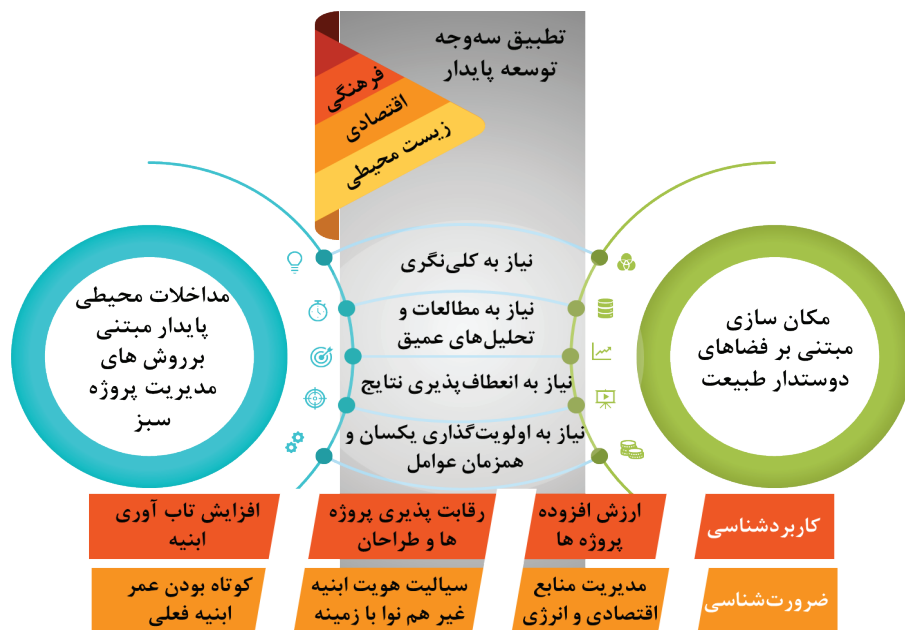 تطبیق سه‌وجه
توسعه پایدار
فرهنگی
اقتصادی
زیست محیطی
مکان سازی
مبتنی بر فضاهای
دوستدار طبیعت
نیاز به کلی‌نگری
نیاز به مطالعات و
تحلیل‌های عمیق
نیاز به انعطاف‌پذیری نتایج
نیاز به اولویت‌گذاری یکسان و
همزمان عوامل
مداخلات محیطی
پایدار مبتنی
برروش های
مدیریت پروژه
سبز
کاربردشناسی
ارزش افزوده
پروژه ها
رقابت پذیری پروژه
ها و طراحان
افزایش تاب آوری
ابنیه
ضرورت‌شناسی
مدیریت منابع
اقتصادی و انرژی
سیالیت هویت ابنیه
غیر هم نوا با زمینه
کوتاه بودن عمر
ابنیه فعلی